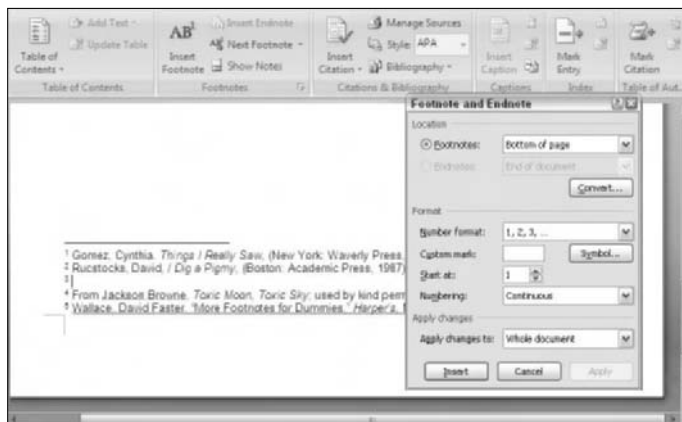 Table of Contents
Add Text
Update Table
Table of Contents
AB¹
Insert Footnote
Insert Endnote
Next Footnote
Show Notes
Footnotes
Insert Citation
Manage Sources
Style: APA
Bibliography
Citations & Bibliography
Insert Caption
Captions
Mark Entry
Index
Mark Citation
Table of Aut...
Footnote and Endnote
Location
Footnotes: Bottom of page
Endnotes: End of document
Convert...
Format
Number format: 1, 2, 3, ...
Custom mark: Symbol...
Start at: 1
Numbering: Continuous
Apply changes
Apply changes to: Whole document
Insert Cancel Apply
1 Gomez, Cynthia. Things I Really Saw, (New York: Waverly Press,
2 Rucstocks, David, I Dig a Pigmy, (Boston: Academic Press, 1987)
3
4 From Jackson Browne, Toxic Moon, Toxic Sky; used by kind perm
5 Wallace, David Faster. "More Footnotes for Dummies," Harper's,